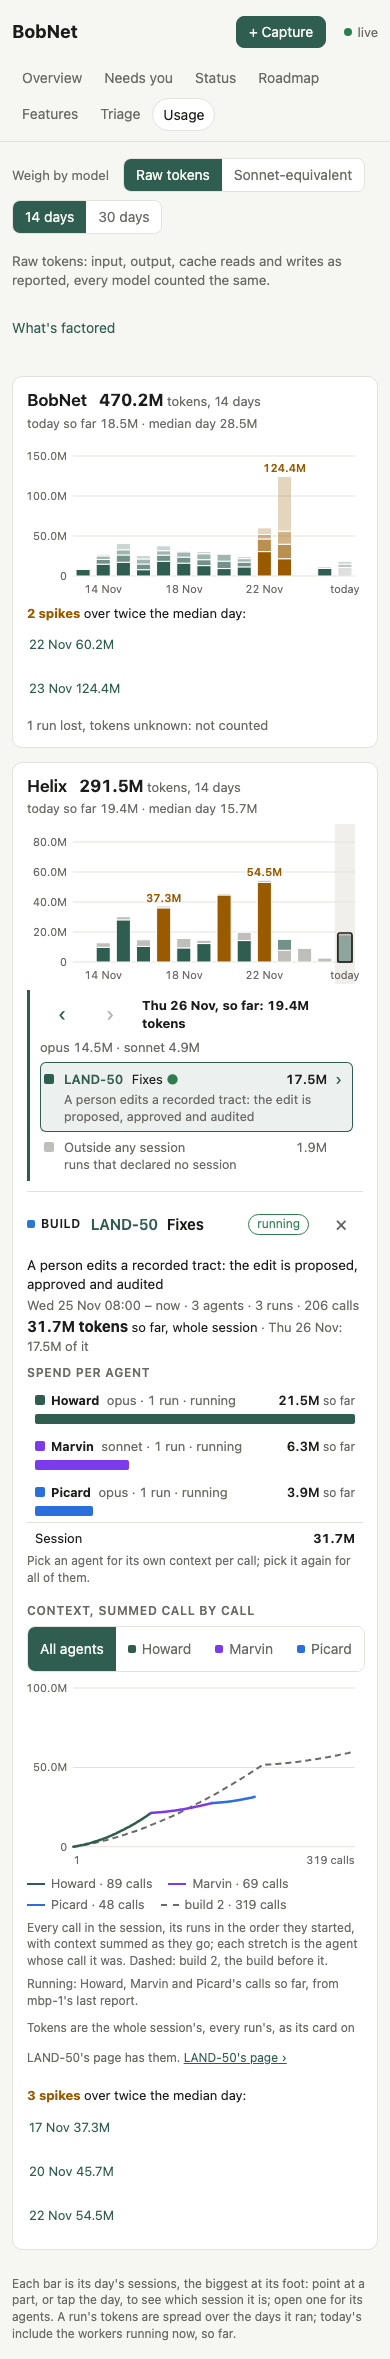 BobNet
+ Capture
live
Overview
Needs you
Status
Roadmap
Features
Triage
Usage
Weigh by model
Raw tokens
Sonnet-equivalent
14 days
30 days
Raw tokens: input, output, cache reads and writes as
reported, every model counted the same.
What's factored
BobNet 470.2M tokens, 14 days
today so far 18.5M · median day 28.5M
150.0M
124.4M
100.0M
50.0M
0
14 Nov
18 Nov
22 Nov
today
2 spikes over twice the median day:
22 Nov 60.2M
23 Nov 124.4M
1 run lost, tokens unknown: not counted
Helix 291.5M tokens, 14 days
today so far 19.4M · median day 15.7M
80.0M
60.0M
54.5M
40.0M
37.3M
20.0M
0
14 Nov
18 Nov
22 Nov
today
‹
›
Thu 26 Nov, so far: 19.4M
tokens
opus 14.5M · sonnet 4.9M
LAND-50 Fixes
17.5M ›
A person edits a recorded tract: the edit is
proposed, approved and audited
Outside any session
1.9M
runs that declared no session
BUILD LAND-50 Fixes
running
×
A person edits a recorded tract: the edit is proposed,
approved and audited
Wed 25 Nov 08:00 – now · 3 agents · 3 runs · 206 calls
31.7M tokens so far, whole session · Thu 26 Nov:
17.5M of it
SPEND PER AGENT
Howard opus · 1 run · running
21.5M so far
Marvin sonnet · 1 run · running
6.3M so far
Picard opus · 1 run · running
3.9M so far
Session
31.7M
Pick an agent for its own context per call; pick it again for
all of them.
CONTEXT, SUMMED CALL BY CALL
All agents
Howard
Marvin
Picard
100.0M
50.0M
0
1
319 calls
Howard · 89 calls
Marvin · 69 calls
Picard · 48 calls
build 2 · 319 calls
Every call in the session, its runs in the order they started,
with context summed as they go; each stretch is the agent
whose call it was. Dashed: build 2, the build before it.
Running: Howard, Marvin and Picard's calls so far, from
mbp-1's last report.
Tokens are the whole session's, every run's, as its card on
LAND-50's page has them. LAND-50's page ›
3 spikes over twice the median day:
17 Nov 37.3M
20 Nov 45.7M
22 Nov 54.5M
Each bar is its day's sessions, the biggest at its foot: point at a
part, or tap the day, to see which session it is; open one for its
agents. A run's tokens are spread over the days it ran; today's
include the workers running now, so far.